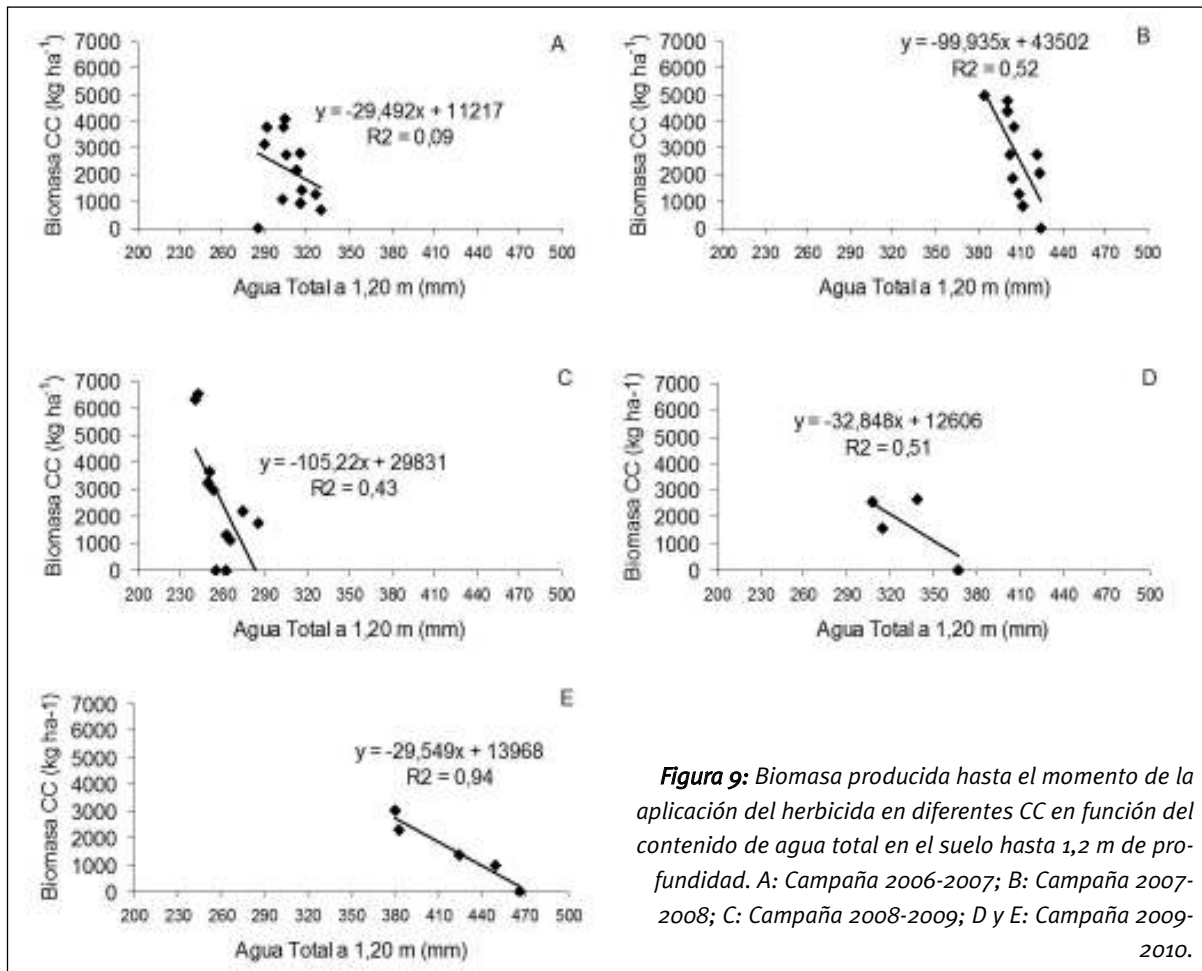 A
Biomasa CC (kg ha⁻¹)
7000
6000
5000
4000
3000
2000
1000
0
y = -29,492x + 11217
R2 = 0,09
200 230 260 290 320 350 380 410 440 470 500
Agua Total a 1,20 m (mm)
B
Biomasa CC (kg ha⁻¹)
7000
6000
5000
4000
3000
2000
1000
0
y = -99,935x + 43502
R2 = 0,52
200 230 260 290 320 350 380 410 440 470 500
Agua Total a 1,20 m (mm)
C
Biomasa CC (kg ha⁻¹)
7000
6000
5000
4000
3000
2000
1000
0
y = -105,22x + 29831
R2 = 0,43
200 230 260 290 320 350 380 410 440 470 500
Agua Total a 1,20 m (mm)
D
Biomasa CC (kg ha-1)
7000
6000
5000
4000
3000
2000
1000
0
y = -32,848x + 12606
R2 = 0,51
200 230 260 290 320 350 380 410 440 470 500
Agua Total a 1,20 m (mm)
E
Biomasa CC (kg ha-1)
7000
6000
5000
4000
3000
2000
1000
0
y = -29,549x + 13968
R2 = 0,94
200 230 260 290 320 350 380 410 440 470 500
Agua Total a 1,20 m (mm)
Figura 9: Biomasa producida hasta el momento de la
aplicación del herbicida en diferentes CC en función del
contenido de agua total en el suelo hasta 1,2 m de pro-
fundidad. A: Campaña 2006-2007; B: Campaña 2007-
2008; C: Campaña 2008-2009; D y E: Campaña 2009-
2010.